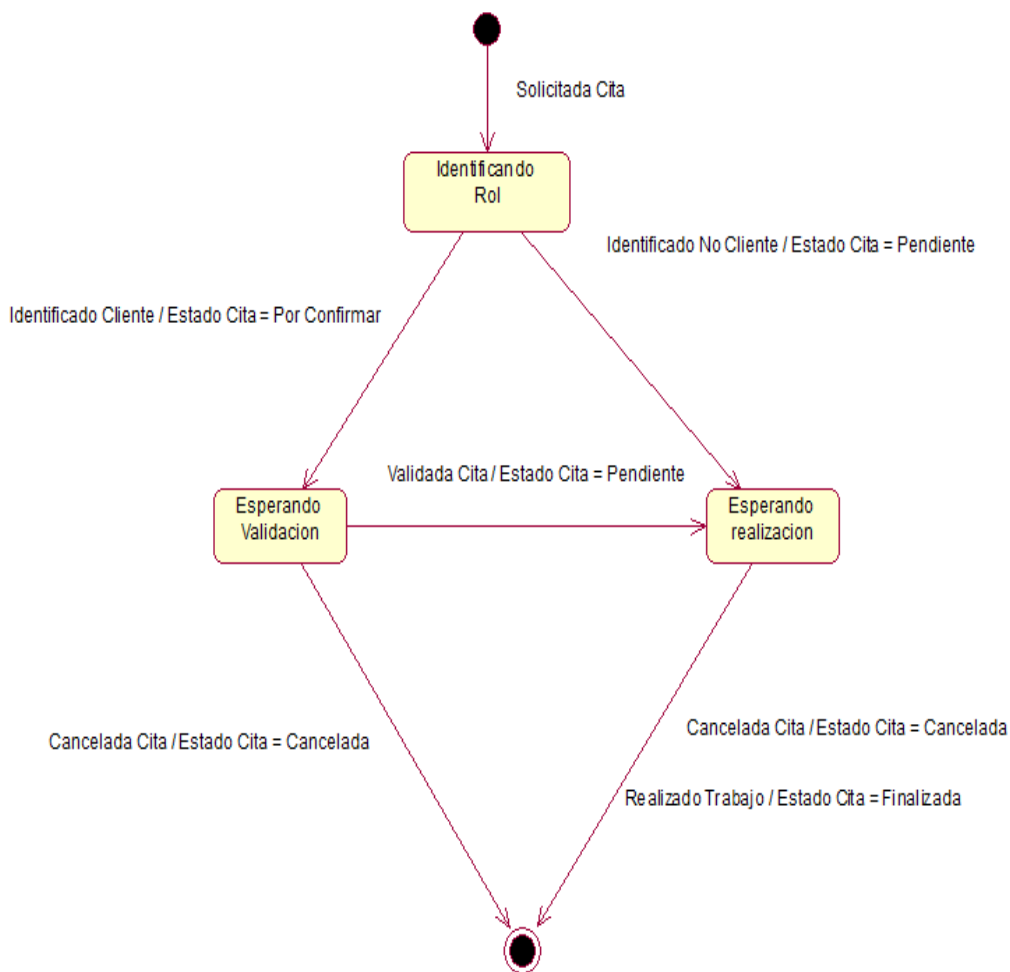 Solicitada Cita
Identificando
Rol
Identificado No Cliente / Estado Cita = Pendiente
Identificado Cliente / Estado Cita = Por Confirmar
Validada Cita / Estado Cita = Pendiente
Esperando
Validacion
Esperando
realizacion
Cancelada Cita / Estado Cita = Cancelada
Cancelada Cita / Estado Cita = Cancelada
Realizado Trabajo / Estado Cita = Finalizada